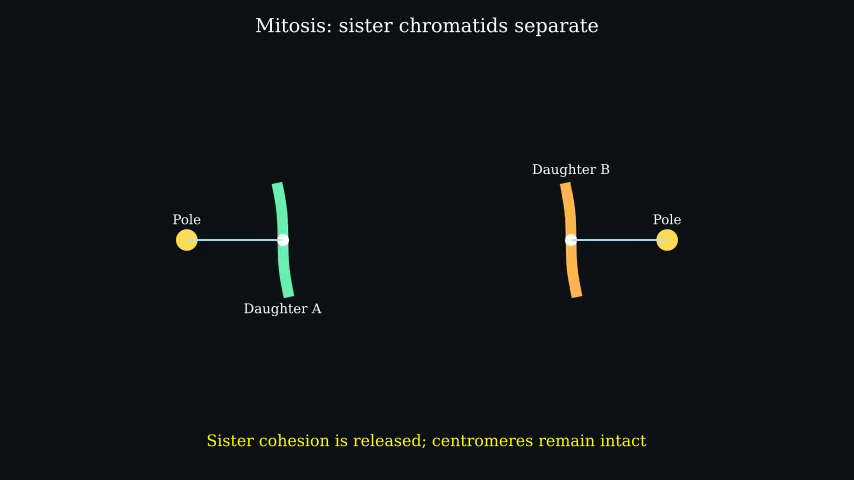 Mitosis: sister chromatids separate
Daughter B
Pole
Pole
Daughter A
Sister cohesion is released; centromeres remain intact